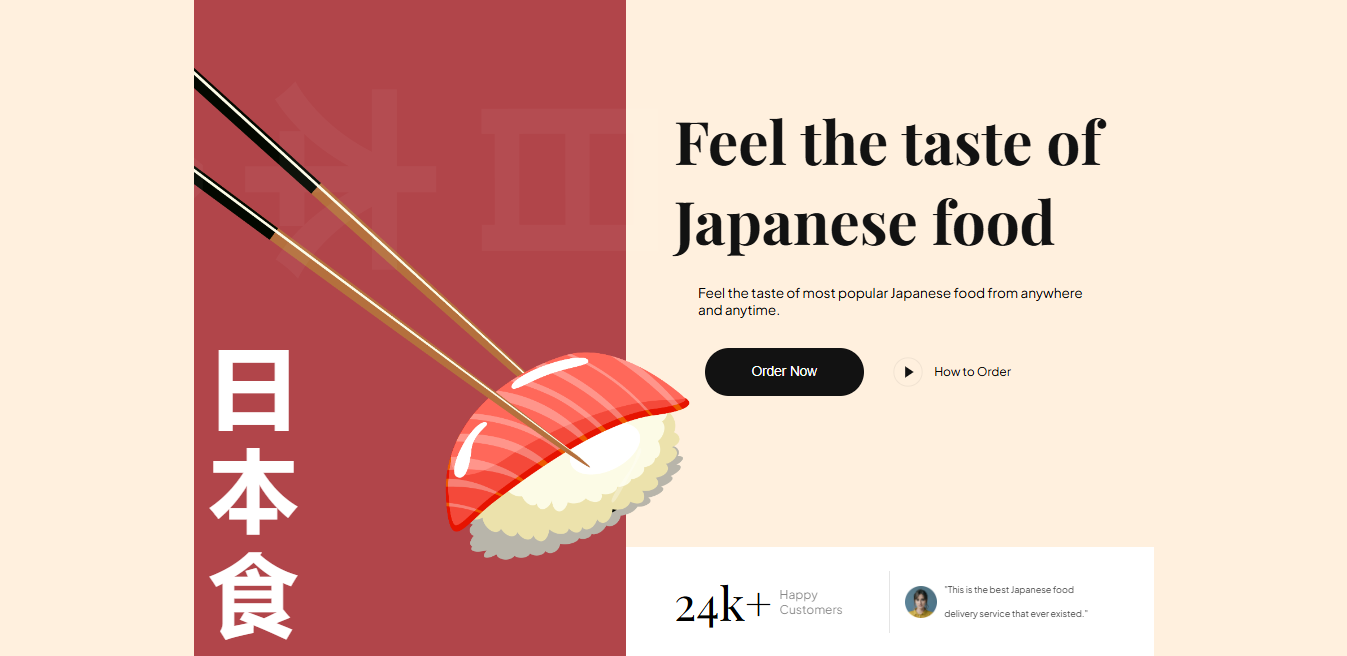 日
本
食
日
本
Feel the taste of
Japanese food
Feel the taste of most popular Japanese food from anywhere
and anytime.
Order Now
How to Order
24k+
Happy
Customers
"This is the best Japanese food
delivery service that ever existed."